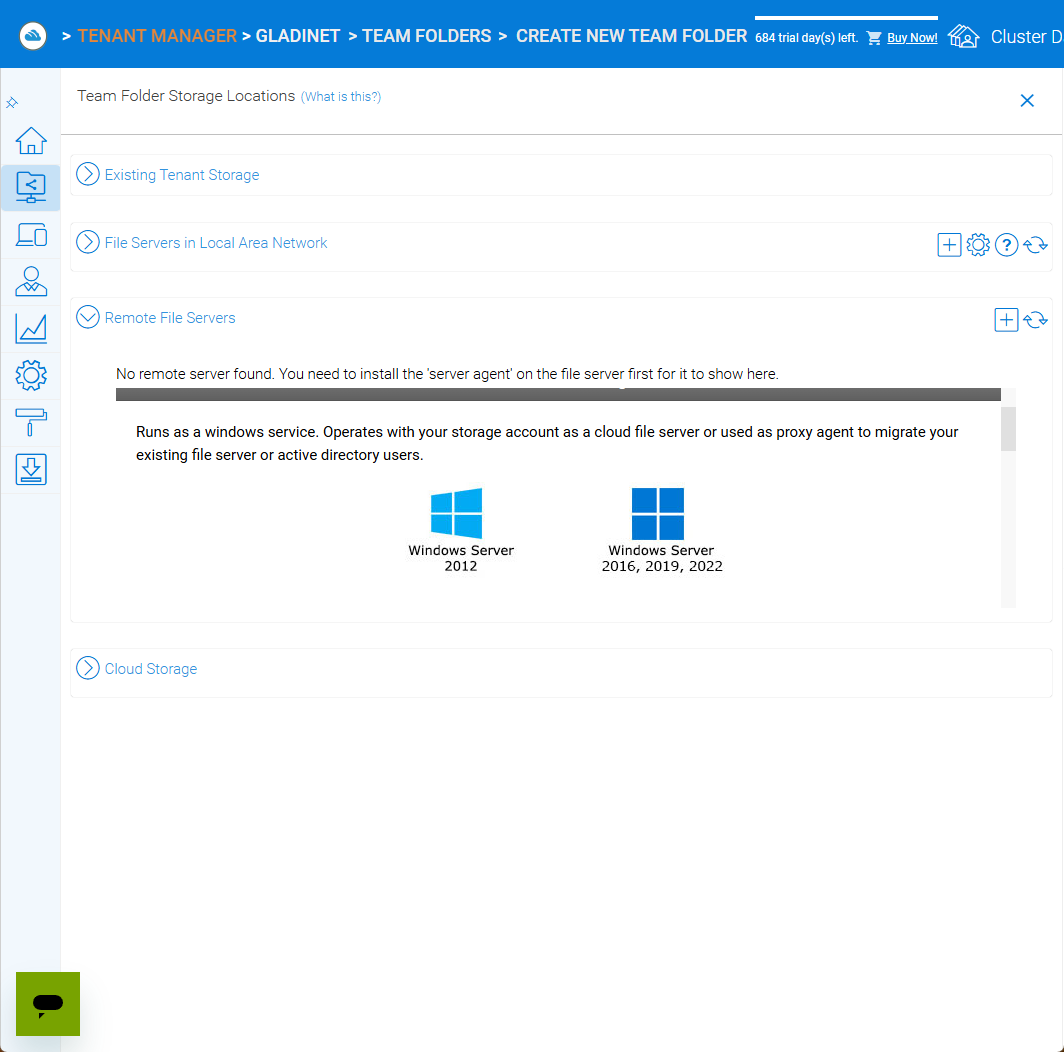 > TENANT MANAGER > GLADINET > TEAM FOLDERS > CREATE NEW TEAM FOLDER 684 trial day(s) left. Buy Now! Cluster D
Team Folder Storage Locations (What is this?)
Existing Tenant Storage
File Servers in Local Area Network
Remote File Servers
No remote server found. You need to install the 'server agent' on the file server first for it to show here.
Runs as a windows service. Operates with your storage account as a cloud file server or used as proxy agent to migrate your
existing file server or active directory users.
Windows Server
2012
Windows Server
2016, 2019, 2022
Cloud Storage